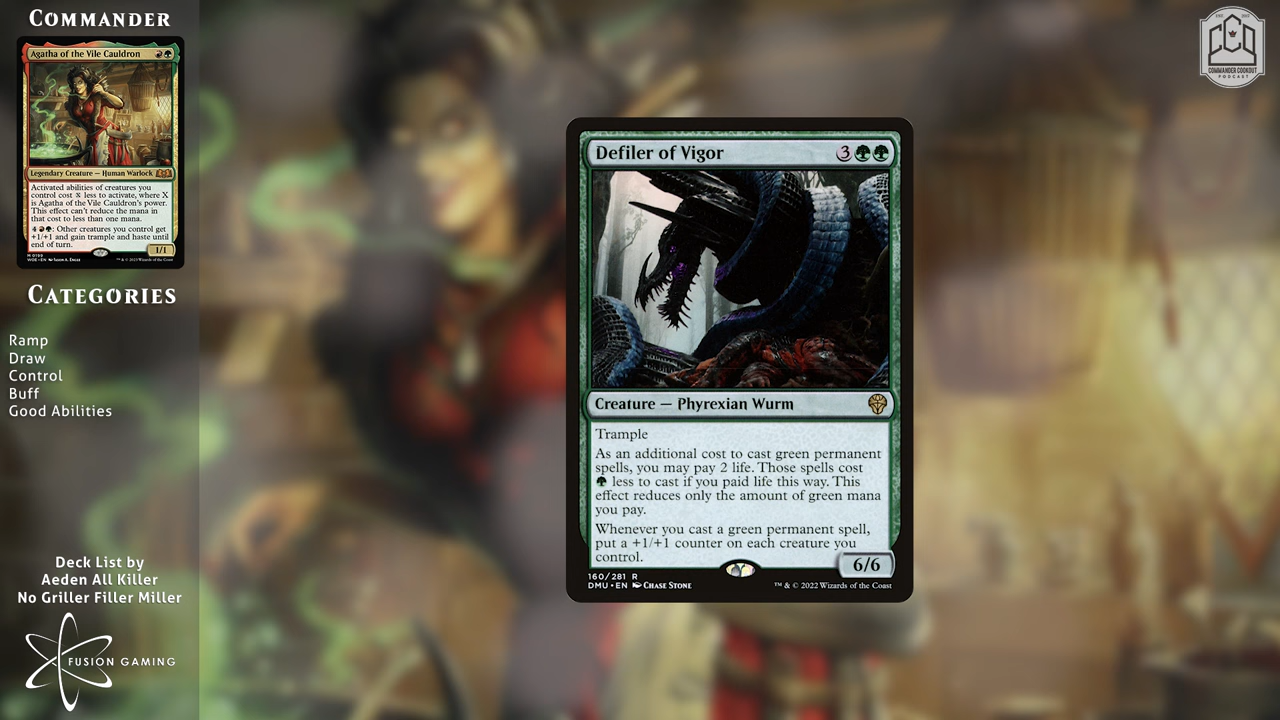 COMMANDER
Agatha of the Vile Cauldron
Legendary Creature — Human Warlock
Activated abilities of creatures you
control cost X less to activate, where X
is Agatha of the Vile Cauldron's power.
This effect can't reduce the mana in
that cost to less than one mana.
4: Other creatures you control get
+1/+1 and gain trample and haste until
end of turn.
1/1
CATEGORIES
Ramp
Draw
Control
Buff
Good Abilities
Deck List by
Aeden All Killer
No Griller Filler Miller
FUSION GAMING
Defiler of Vigor
3
Creature — Phyrexian Wurm
Trample
As an additional cost to cast green permanent
spells, you may pay 2 life. Those spells cost
less to cast if you paid life this way. This
effect reduces only the amount of green mana
you pay.
Whenever you cast a green permanent spell,
put a +1/+1 counter on each creature you
control.
6/6
160/281 R
DMU • EN CHASE STONE
™ & © 2022 Wizards of the Coast
CCO
COMMANDER COOKOUT
PODCAST